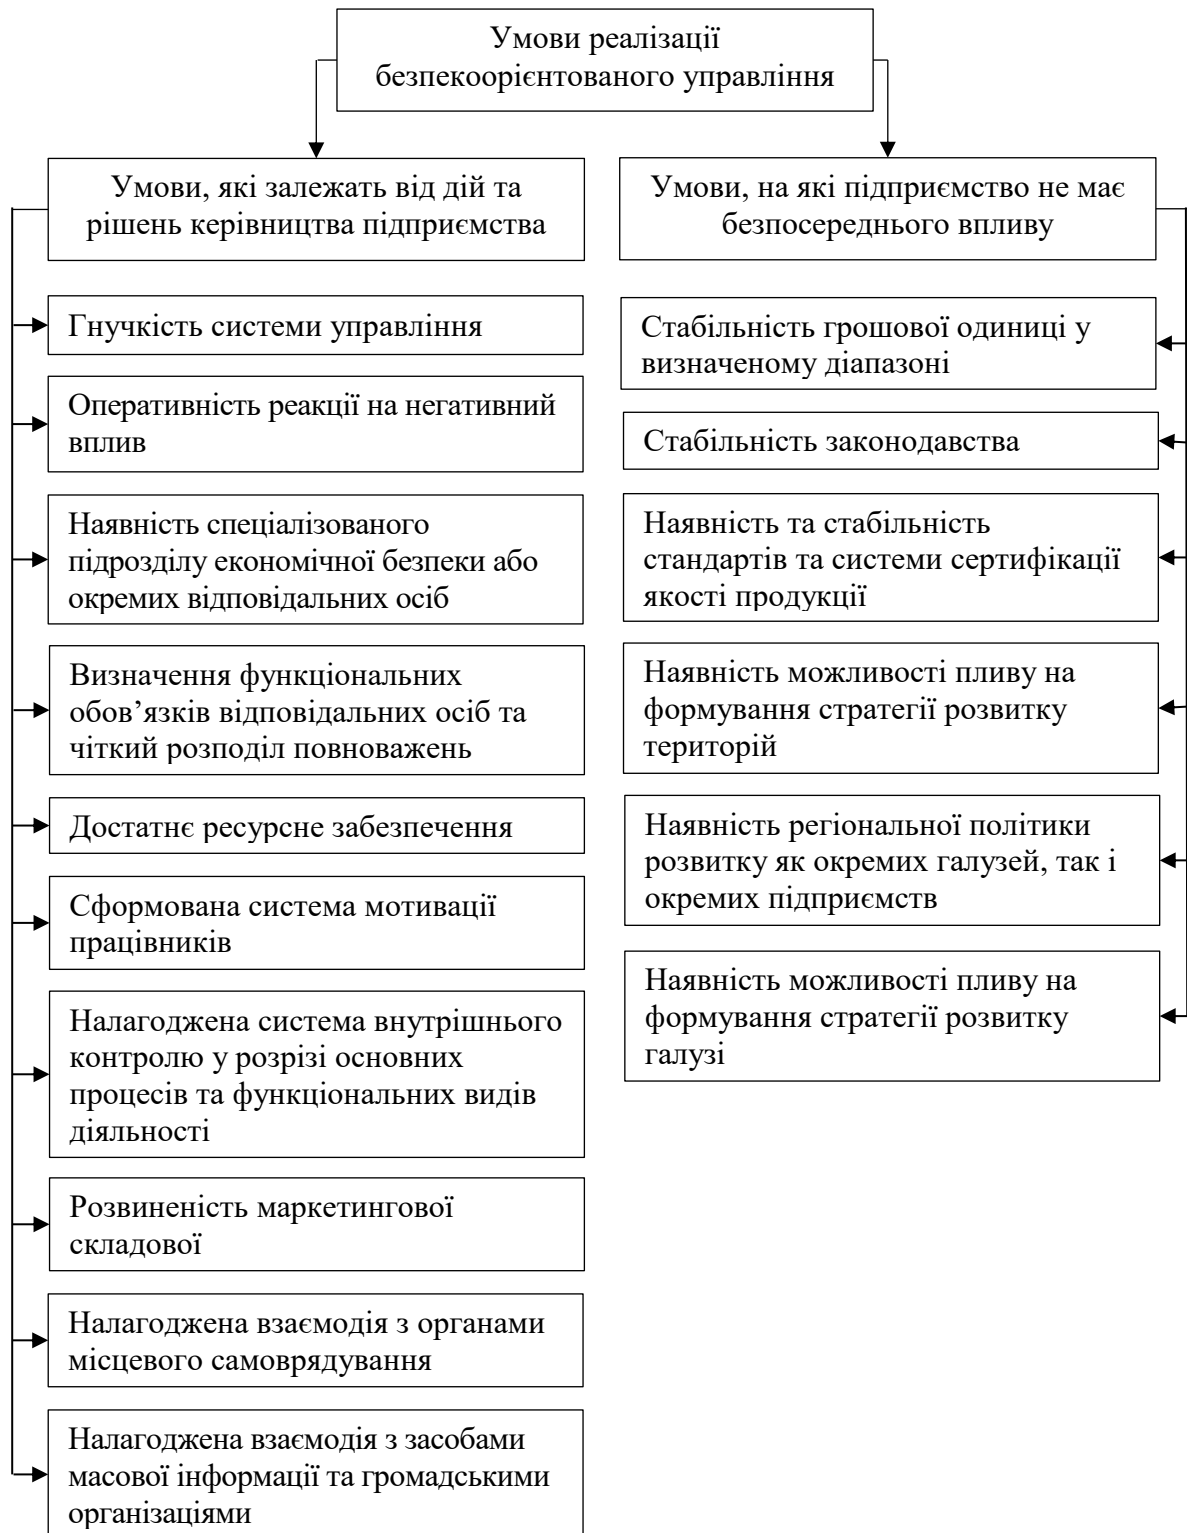 Умови реалізації
безпекоорієнтованого управління
Умови, які залежать від дій та
рішень керівництва підприємства
Гнучкість системи управління
Оперативність реакції на негативний
вплив
Наявність спеціалізованого
підрозділу економічної безпеки або
окремих відповідальних осіб
Визначення функціональних
обов’язків відповідальних осіб та
чіткий розподіл повноважень
Достатнє ресурсне забезпечення
Сформована система мотивації
працівників
Налагоджена система внутрішнього
контролю у розрізі основних
процесів та функціональних видів
діяльності
Розвиненість маркетингової
складової
Налагоджена взаємодія з органами
місцевого самоврядування
Налагоджена взаємодія з засобами
масової інформації та громадськими
організаціями
Умови, на які підприємство не має
безпосереднього впливу
Стабільність грошової одиниці у
визначеному діапазоні
Стабільність законодавства
Наявність та стабільність
стандартів та системи сертифікації
якості продукції
Наявність можливості пливу на
формування стратегії розвитку
територій
Наявність регіональної політики
розвитку як окремих галузей, так і
окремих підприємств
Наявність можливості пливу на
формування стратегії розвитку
галузі